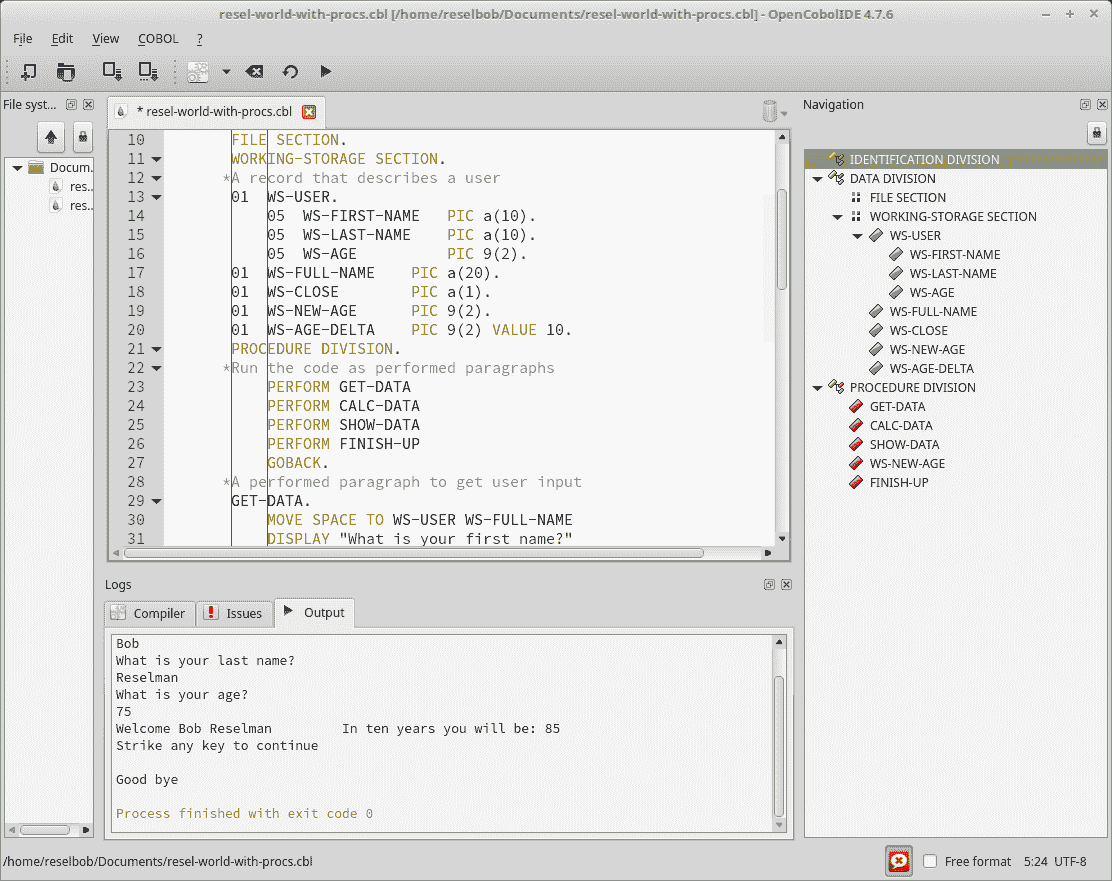 resel-world-with-procs.cbl [/home/reselbob/Documents/resel-world-with-procs.cbl] - OpenCobolIDE 4.7.6
File Edit View COBOL ?
File syst...
Docum.
res..
res..
* resel-world-with-procs.cbl
10 FILE SECTION.
11 WORKING-STORAGE SECTION.
12 *A record that describes a user
13 01 WS-USER.
14 05 WS-FIRST-NAME PIC a(10).
15 05 WS-LAST-NAME PIC a(10).
16 05 WS-AGE PIC 9(2).
17 01 WS-FULL-NAME PIC a(20).
18 01 WS-CLOSE PIC a(1).
19 01 WS-NEW-AGE PIC 9(2).
20 01 WS-AGE-DELTA PIC 9(2) VALUE 10.
21 PROCEDURE DIVISION.
22 *Run the code as performed paragraphs
23 PERFORM GET-DATA
24 PERFORM CALC-DATA
25 PERFORM SHOW-DATA
26 PERFORM FINISH-UP
27 GOBACK.
28 *A performed paragraph to get user input
29 GET-DATA.
30 MOVE SPACE TO WS-USER WS-FULL-NAME
31 DISPLAY "What is your first name?"
Logs
Compiler Issues Output
Bob
What is your last name?
Reselman
What is your age?
75
Welcome Bob Reselman In ten years you will be: 85
Strike any key to continue
Good bye
Process finished with exit code 0
Navigation
IDENTIFICATION DIVISION
DATA DIVISION
FILE SECTION
WORKING-STORAGE SECTION
WS-USER
WS-FIRST-NAME
WS-LAST-NAME
WS-AGE
WS-FULL-NAME
WS-CLOSE
WS-NEW-AGE
WS-AGE-DELTA
PROCEDURE DIVISION
GET-DATA
CALC-DATA
SHOW-DATA
WS-NEW-AGE
FINISH-UP
/home/reselbob/Documents/resel-world-with-procs.cbl
Free format 5:24 UTF-8